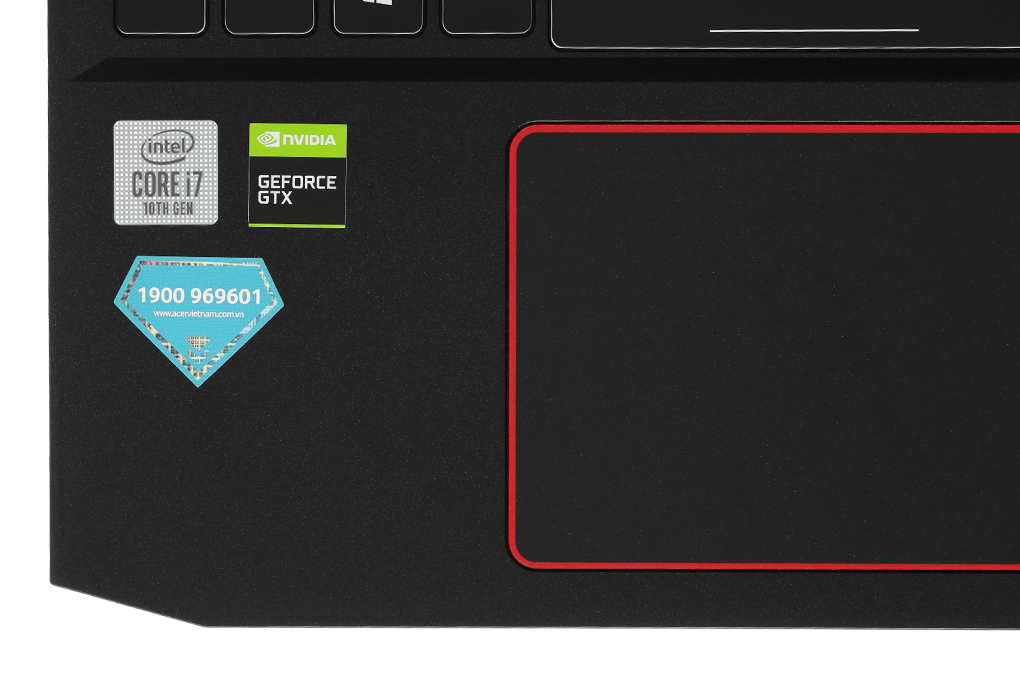 intel
CORE i7
10TH GEN
NVIDIA
GEFORCE
GTX
1900 969601
www.acervietnam.com.vn